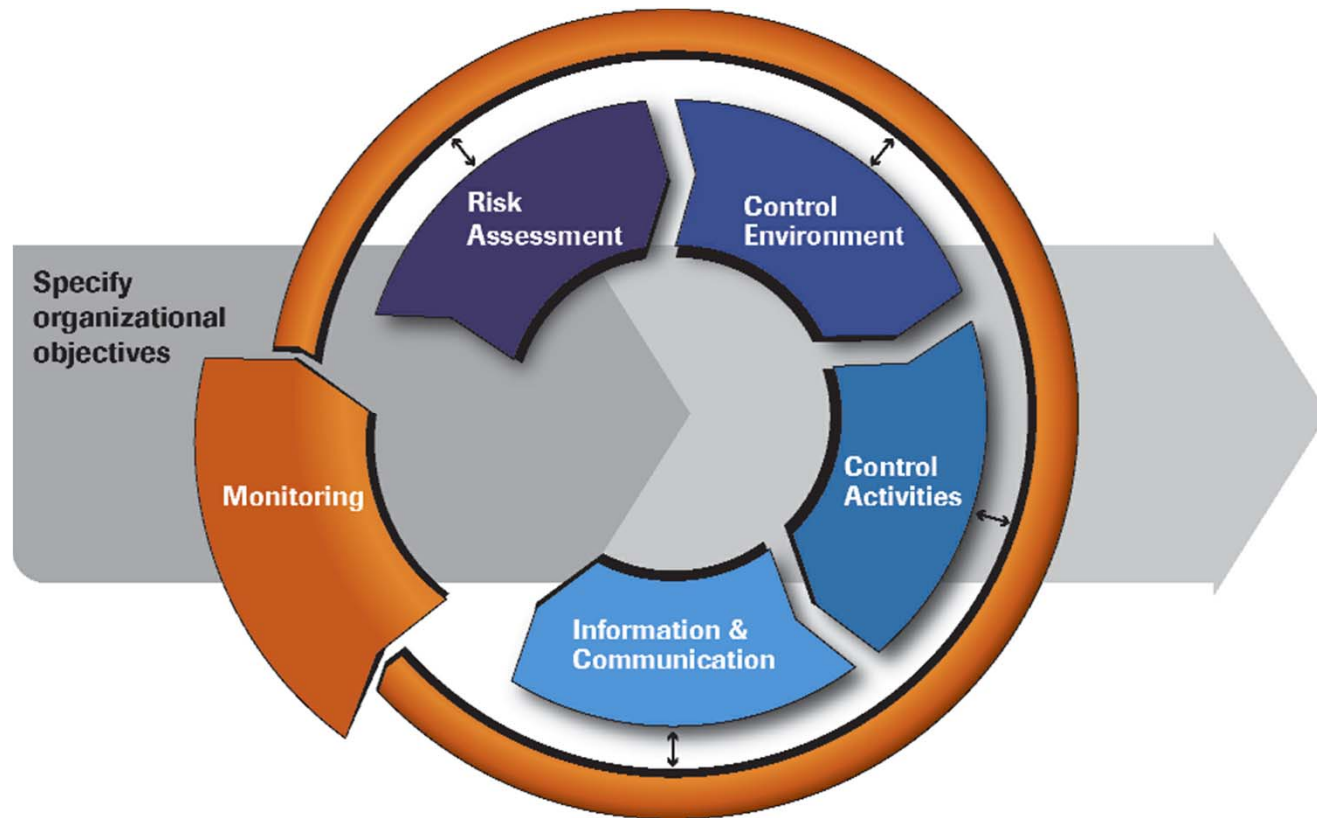 Risk
Assessment
Control
Environment
Specify
organizational
objectives
Control
Activities
Monitoring
Information &
Communication